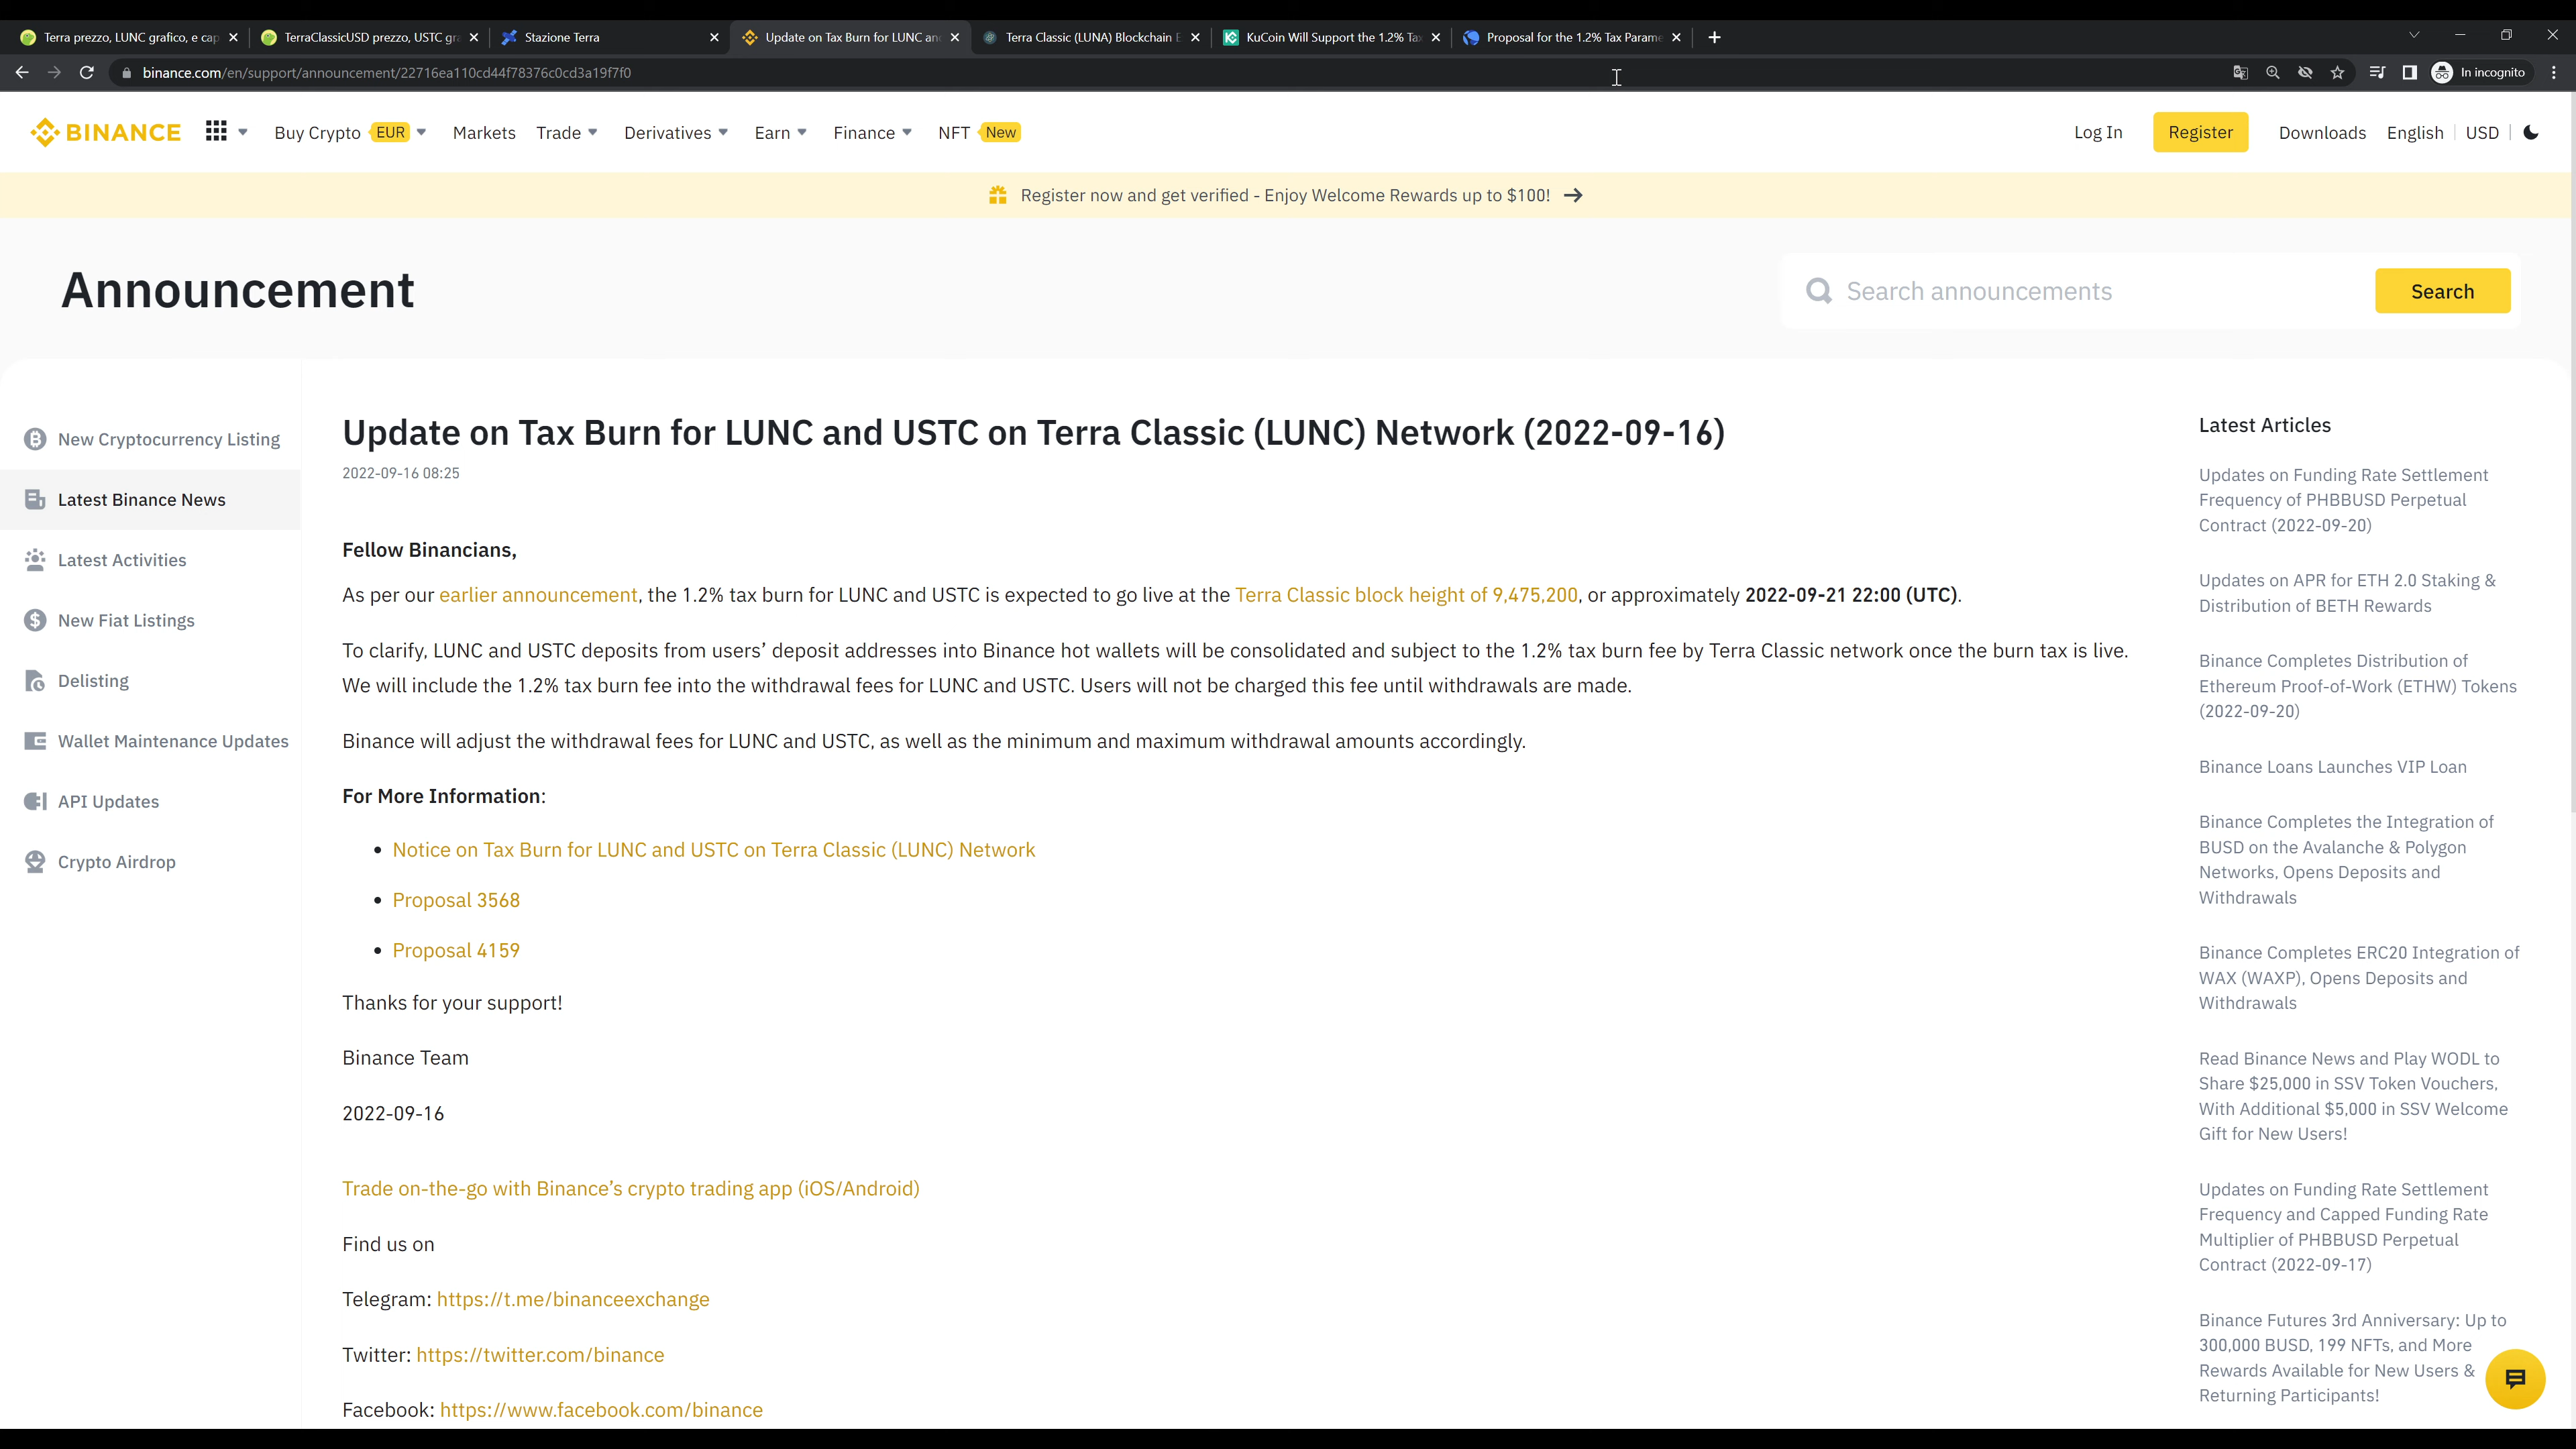 Terra prezzo, LUNC grafico, e cap
TerraClassicUSD prezzo, USTC gr
Stazione Terra
Update on Tax Burn for LUNC an
Terra Classic (LUNA) Blockchain E
KuCoin Will Support the 1.2% Tax
Proposal for the 1.2% Tax Parame
binance.com/en/support/announcement/22716ea110cd44f78376c0cd3a19f7f0
In incognito
BINANCE
Buy Crypto EUR
Markets
Trade
Derivatives
Earn
Finance
NFT New
Log In
Register
Downloads
English
USD
Register now and get verified - Enjoy Welcome Rewards up to $100!
Announcement
Search announcements
Search
New Cryptocurrency Listing
Latest Binance News
Latest Activities
New Fiat Listings
Delisting
Wallet Maintenance Updates
API Updates
Crypto Airdrop
Update on Tax Burn for LUNC and USTC on Terra Classic (LUNC) Network (2022-09-16)
2022-09-16 08:25
Fellow Binancians,
As per our earlier announcement, the 1.2% tax burn for LUNC and USTC is expected to go live at the Terra Classic block height of 9,475,200, or approximately 2022-09-21 22:00 (UTC).
To clarify, LUNC and USTC deposits from users’ deposit addresses into Binance hot wallets will be consolidated and subject to the 1.2% tax burn fee by Terra Classic network once the burn tax is live.
We will include the 1.2% tax burn fee into the withdrawal fees for LUNC and USTC. Users will not be charged this fee until withdrawals are made.
Binance will adjust the withdrawal fees for LUNC and USTC, as well as the minimum and maximum withdrawal amounts accordingly.
For More Information:
• Notice on Tax Burn for LUNC and USTC on Terra Classic (LUNC) Network
• Proposal 3568
• Proposal 4159
Thanks for your support!
Binance Team
2022-09-16
Trade on-the-go with Binance’s crypto trading app (iOS/Android)
Find us on
Telegram: https://t.me/binanceexchange
Twitter: https://twitter.com/binance
Facebook: https://www.facebook.com/binance
Latest Articles
Updates on Funding Rate Settlement
Frequency of PHBBUSD Perpetual
Contract (2022-09-20)
Updates on APR for ETH 2.0 Staking &
Distribution of BETH Rewards
Binance Completes Distribution of
Ethereum Proof-of-Work (ETHW) Tokens
(2022-09-20)
Binance Loans Launches VIP Loan
Binance Completes the Integration of
BUSD on the Avalanche & Polygon
Networks, Opens Deposits and
Withdrawals
Binance Completes ERC20 Integration of
WAX (WAXP), Opens Deposits and
Withdrawals
Read Binance News and Play WODL to
Share $25,000 in SSV Token Vouchers,
With Additional $5,000 in SSV Welcome
Gift for New Users!
Updates on Funding Rate Settlement
Frequency and Capped Funding Rate
Multiplier of PHBBUSD Perpetual
Contract (2022-09-17)
Binance Futures 3rd Anniversary: Up to
300,000 BUSD, 199 NFTs, and More
Rewards Available for New Users &
Returning Participants!